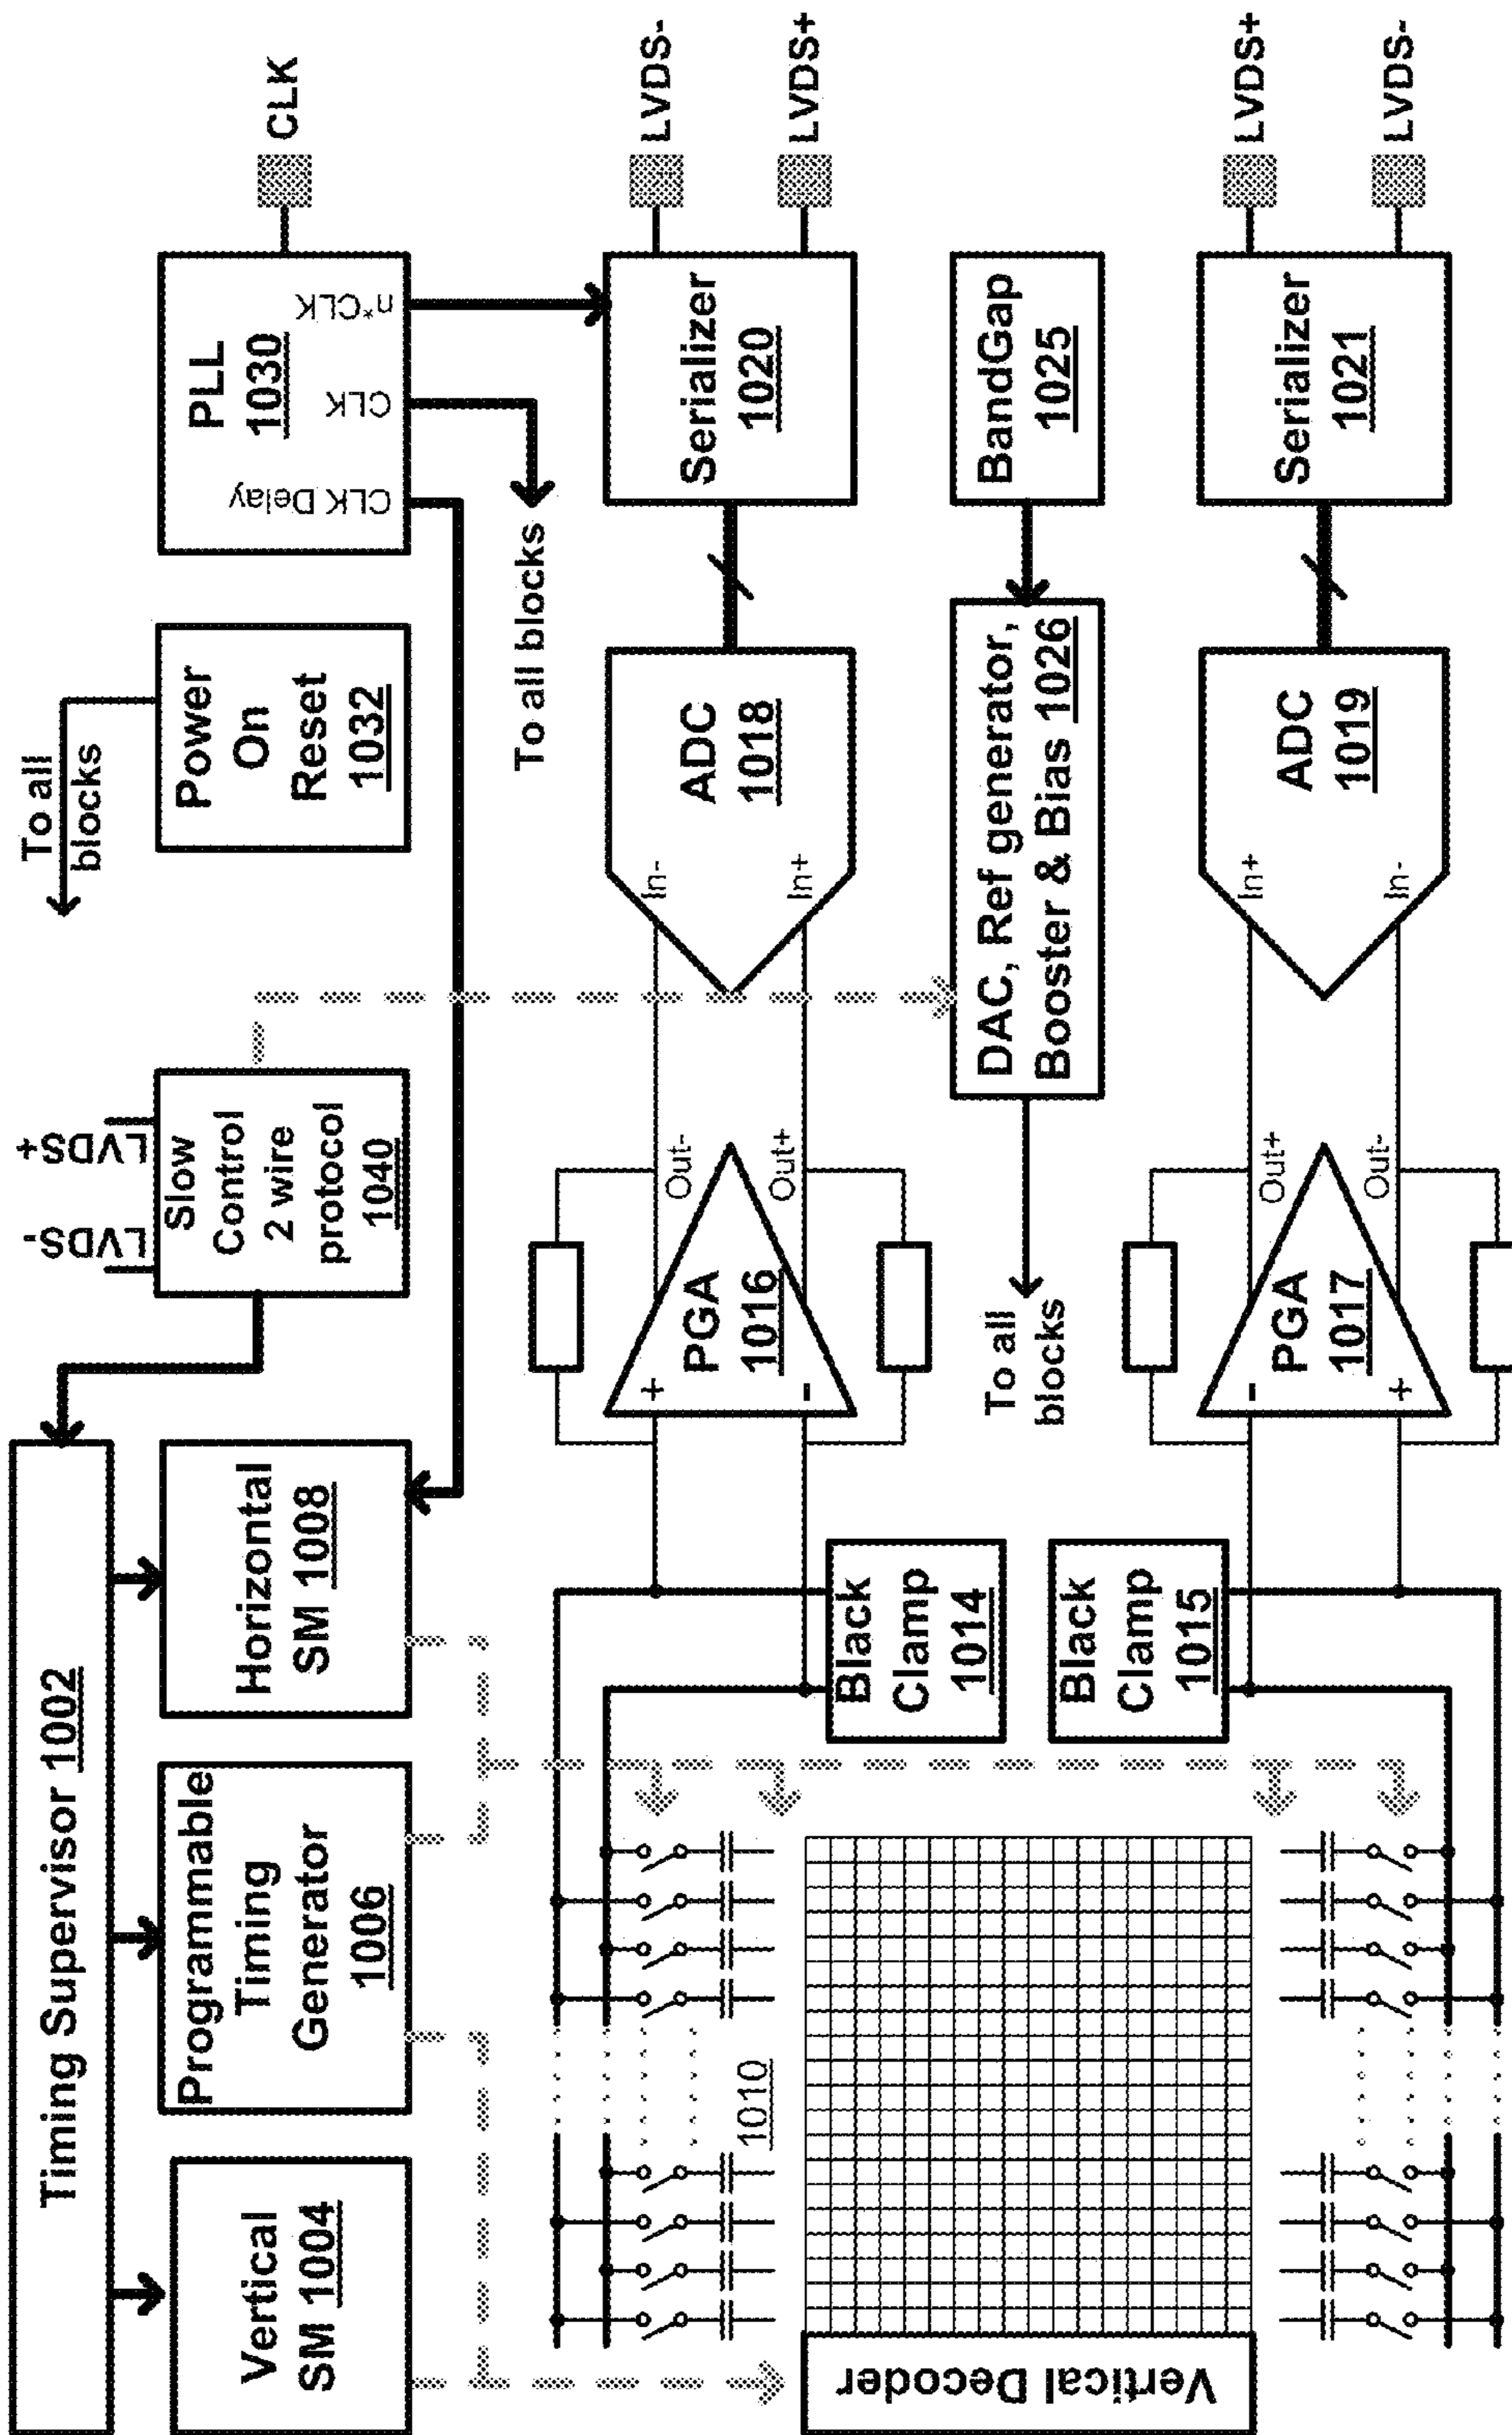 Timing Supervisor 1002
Vertical
SM 1004
Programmable
Timing
Generator
1006
Horizontal
SM 1008
LVDS-
LVDS+
Slow
Control
2 wire
protocol
1040
To all
blocks
Power
On
Reset
1032
PLL
1030
CLK Delay
CLK
n*CLK
CLK
To all blocks
1010
Vertical Decoder
Black
Clamp
1014
Black
Clamp
1015
+
PGA
1016
-
Out-
Out+
In-
In+
ADC
1018
Serializer
1020
LVDS-
LVDS+
To all
blocks
DAC, Ref generator,
Booster & Bias 1026
BandGap
1025
-
PGA
1017
+
Out+
Out-
In+
In-
ADC
1019
Serializer
1021
LVDS+
LVDS-